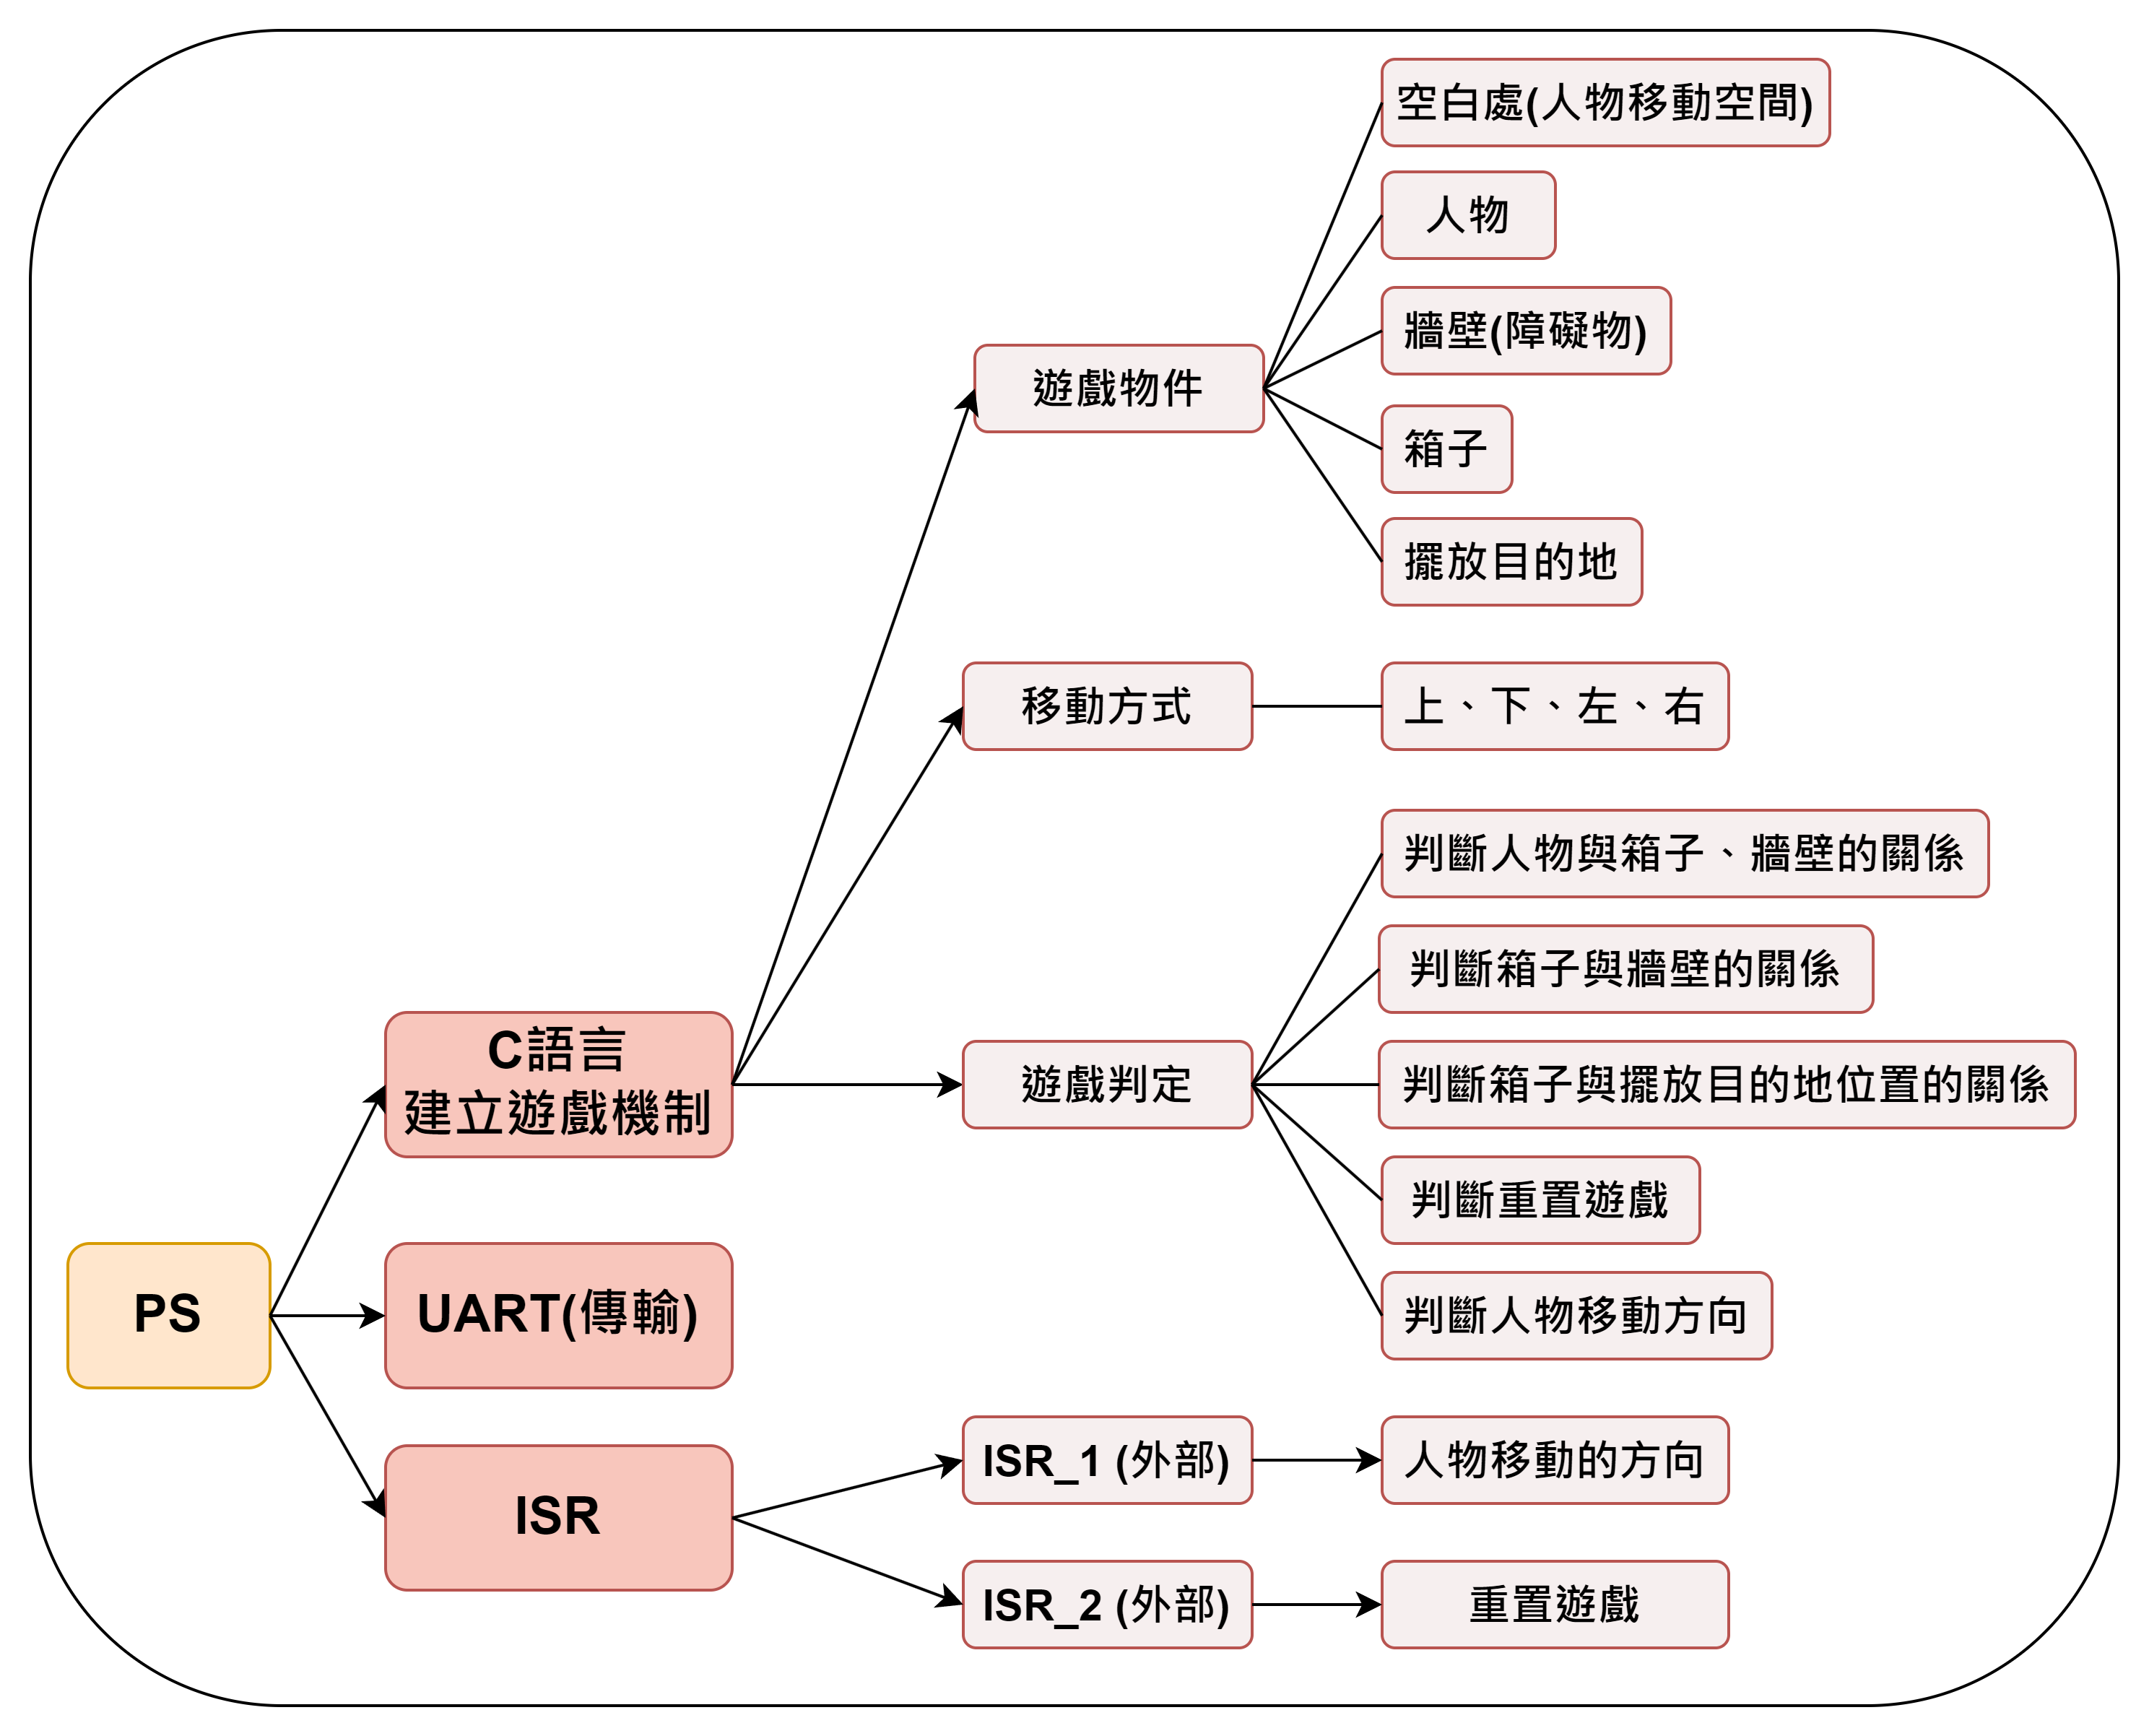 空白處(人物移動空間)
人物
牆壁(障礙物)
遊戲物件
箱子
擺放目的地
移動方式
上、下、左、右
判斷人物與箱子、牆壁的關係
判斷箱子與牆壁的關係
C語言
建立遊戲機制
遊戲判定
判斷箱子與擺放目的地位置的關係
判斷重置遊戲
PS
UART(傳輸)
判斷人物移動方向
ISR
ISR_1 (外部)
人物移動的方向
ISR_2 (外部)
重置遊戲